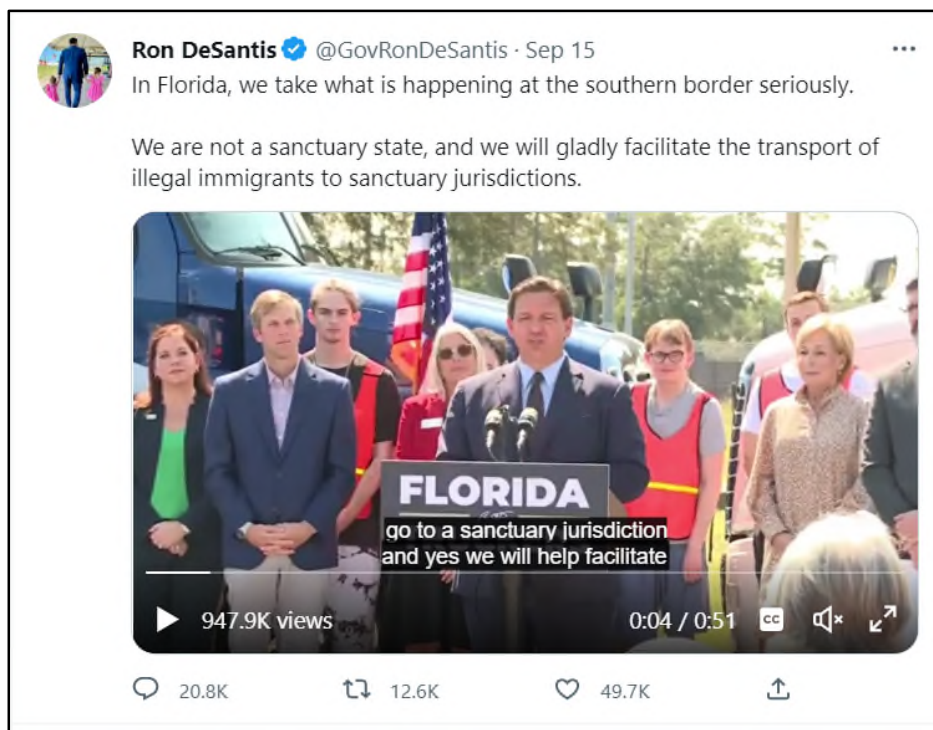 Ron DeSantis @GovRonDeSantis · Sep 15
In Florida, we take what is happening at the southern border seriously.
We are not a sanctuary state, and we will gladly facilitate the transport of
illegal immigrants to sanctuary jurisdictions.
FLORIDA
go to a sanctuary jurisdiction
and yes we will help facilitate
947.9K views
0:04 / 0:51
CC
20.8K
12.6K
49.7K